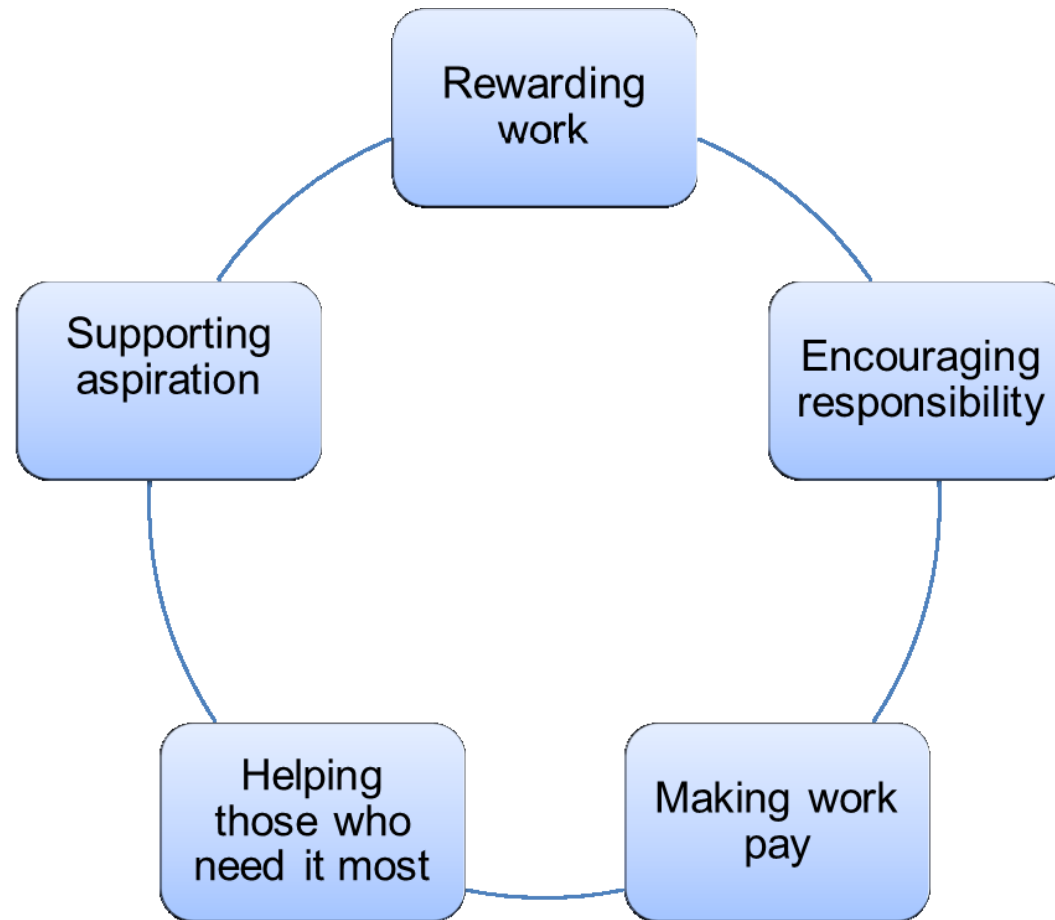 Rewarding
work
Supporting
aspiration
Encouraging
responsibility
Helping
those who
need it most
Making work
pay